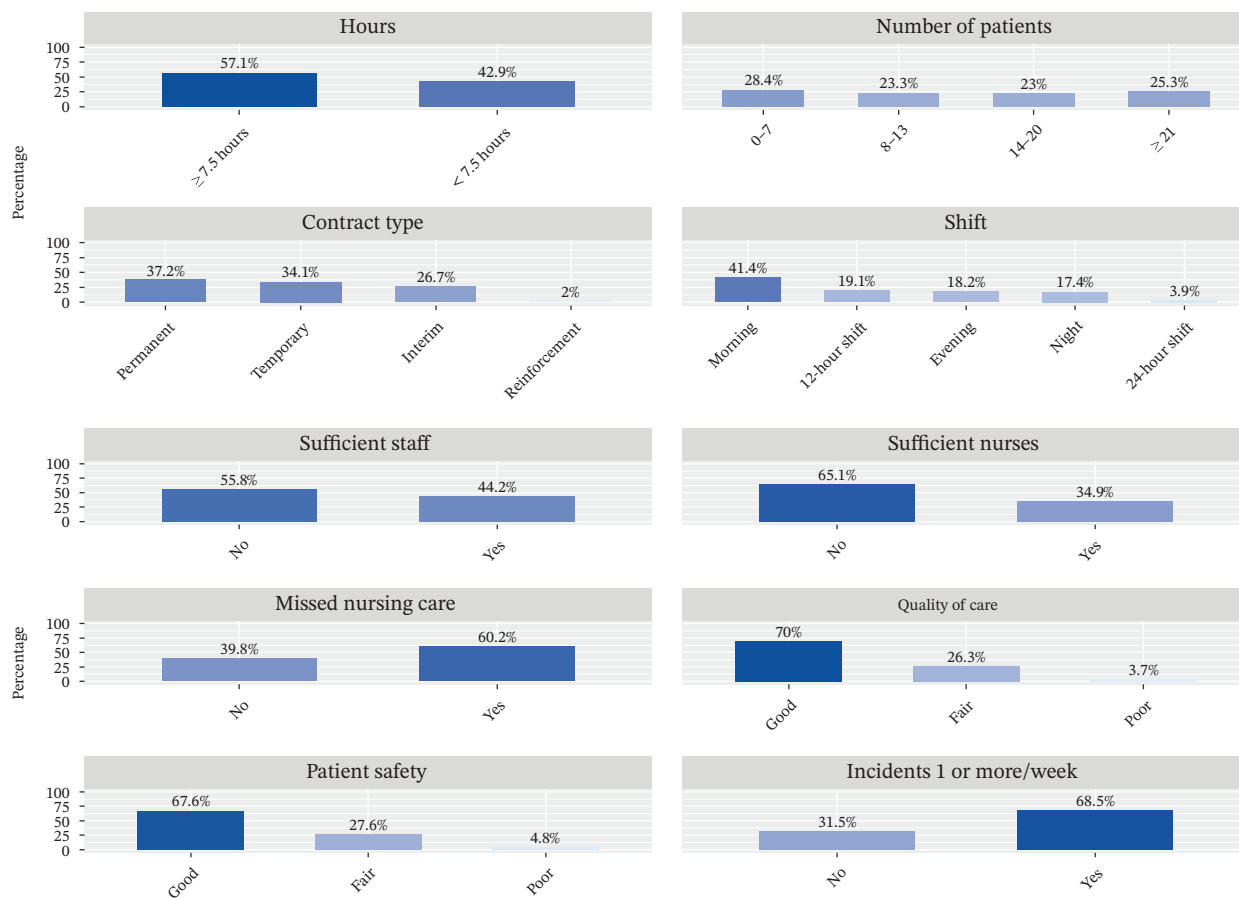 Hours
Number of patients
Percentage
100
75
50
25
0
57.1%
42.9%
≥ 7.5 hours
< 7.5 hours
28.4%
23.3%
23%
25.3%
0–7
8–13
14–20
≥ 21
Contract type
Shift
100
75
50
25
0
37.2%
34.1%
26.7%
2%
Permanent
Temporary
Interim
Reinforcement
41.4%
19.1%
18.2%
17.4%
3.9%
Morning
12-hour shift
Evening
Night
24-hour shift
Sufficient staff
Sufficient nurses
100
75
50
25
0
55.8%
44.2%
No
Yes
65.1%
34.9%
No
Yes
Missed nursing care
Quality of care
Percentage
100
75
50
25
0
39.8%
60.2%
No
Yes
70%
26.3%
3.7%
Good
Fair
Poor
Patient safety
Incidents 1 or more/week
100
75
50
25
0
67.6%
27.6%
4.8%
Good
Fair
Poor
31.5%
68.5%
No
Yes